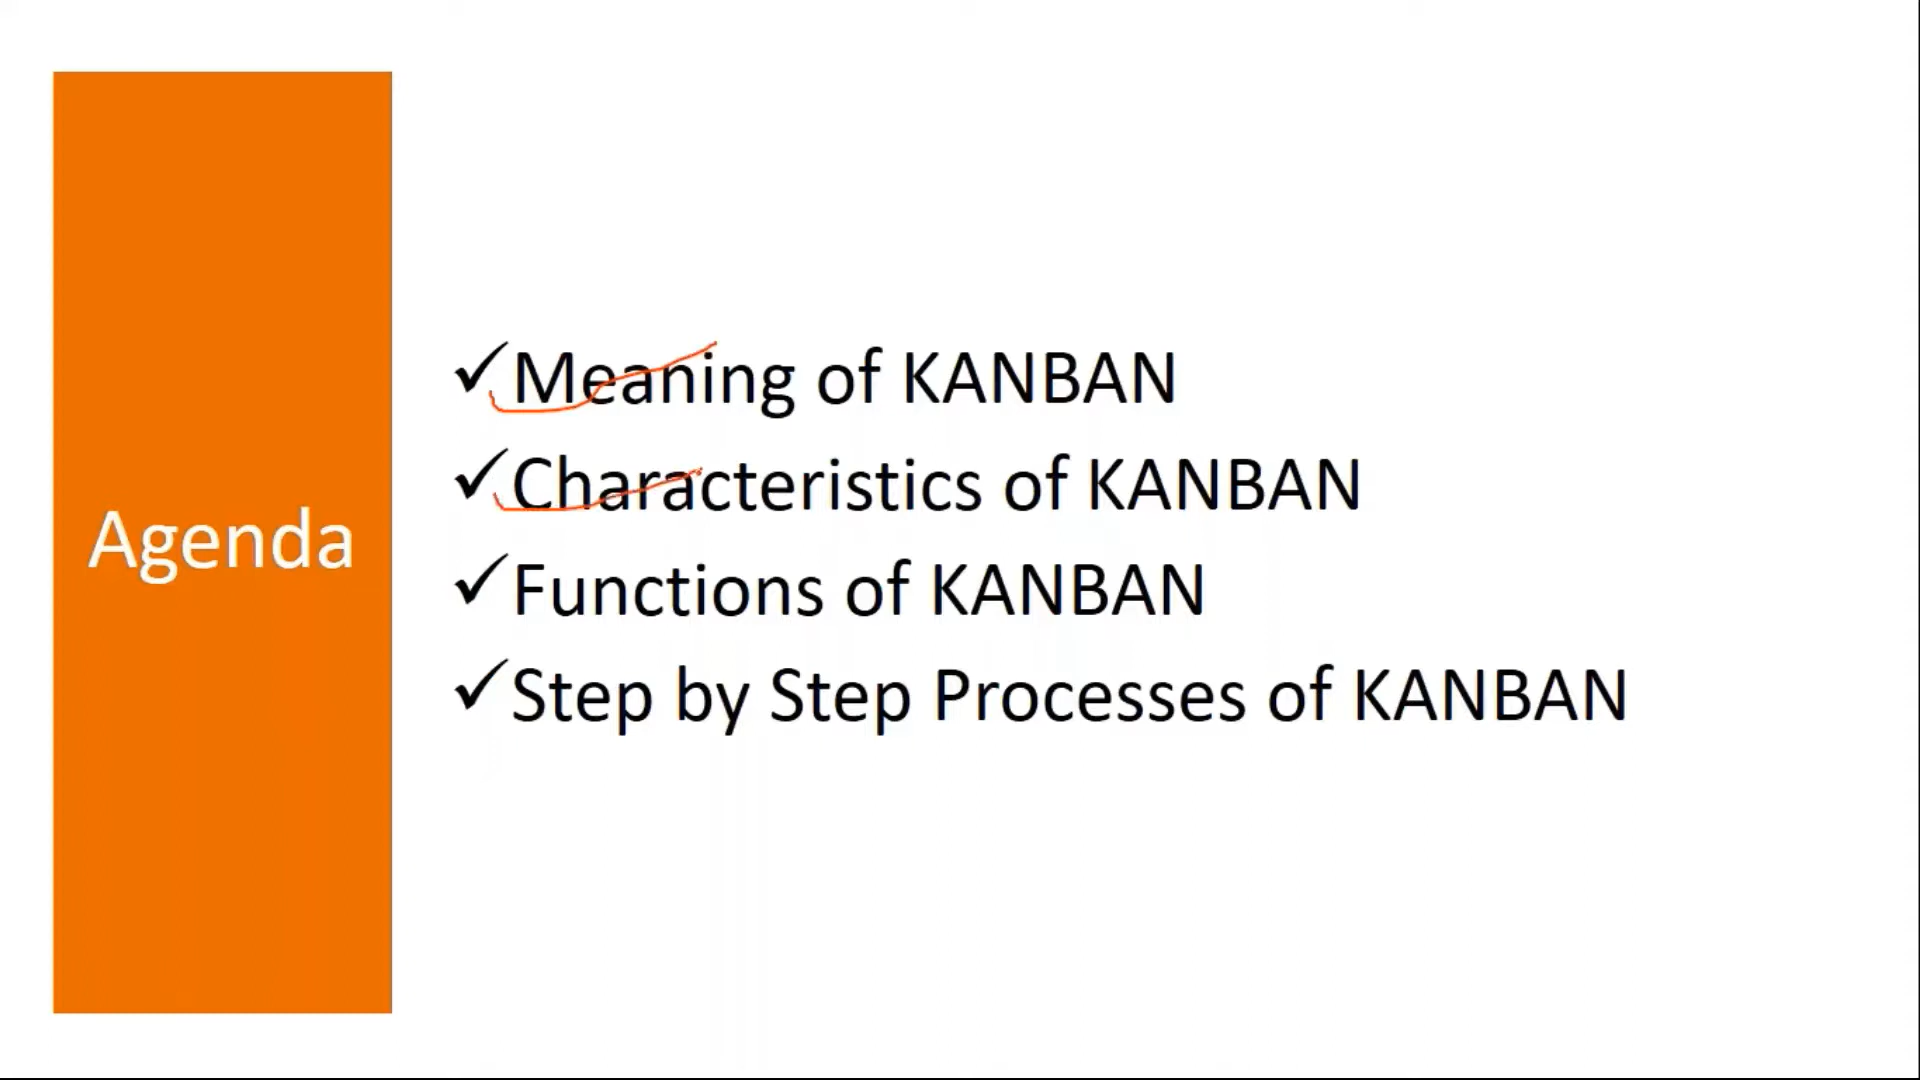 Agenda
✓Meaning of KANBAN
✓Characteristics of KANBAN
✓Functions of KANBAN
✓Step by Step Processes of KANBAN